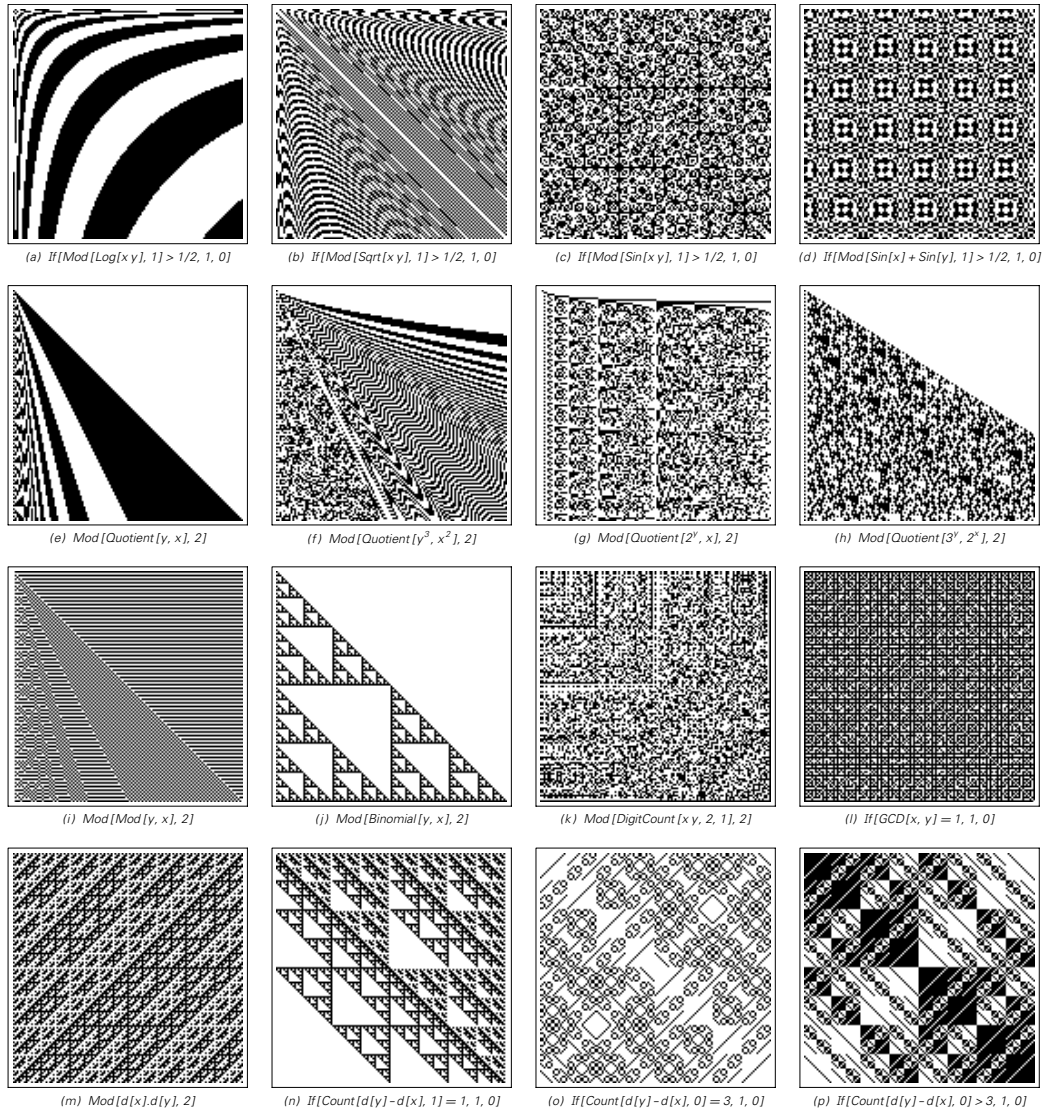 (a) If[Mod[Log[x y], 1] > 1/2, 1, 0]
(b) If[Mod[Sqrt[x y], 1] > 1/2, 1, 0]
(c) If[Mod[Sin[x y], 1] > 1/2, 1, 0]
(d) If[Mod[Sin[x] + Sin[y], 1] > 1/2, 1, 0]
(e) Mod[Quotient[y, x], 2]
(f) Mod[Quotient[y³, x²], 2]
(g) Mod[Quotient[2ʸ, x], 2]
(h) Mod[Quotient[3ʸ, 2ˣ], 2]
(i) Mod[Mod[y, x], 2]
(j) Mod[Binomial[y, x], 2]
(k) Mod[DigitCount[x y, 2, 1], 2]
(l) If[GCD[x, y] = 1, 1, 0]
(m) Mod[d[x].d[y], 2]
(n) If[Count[d[y] - d[x], 1] = 1, 1, 0]
(o) If[Count[d[y] - d[x], 0] = 3, 1, 0]
(p) If[Count[d[y] - d[x], 0] > 3, 1, 0]